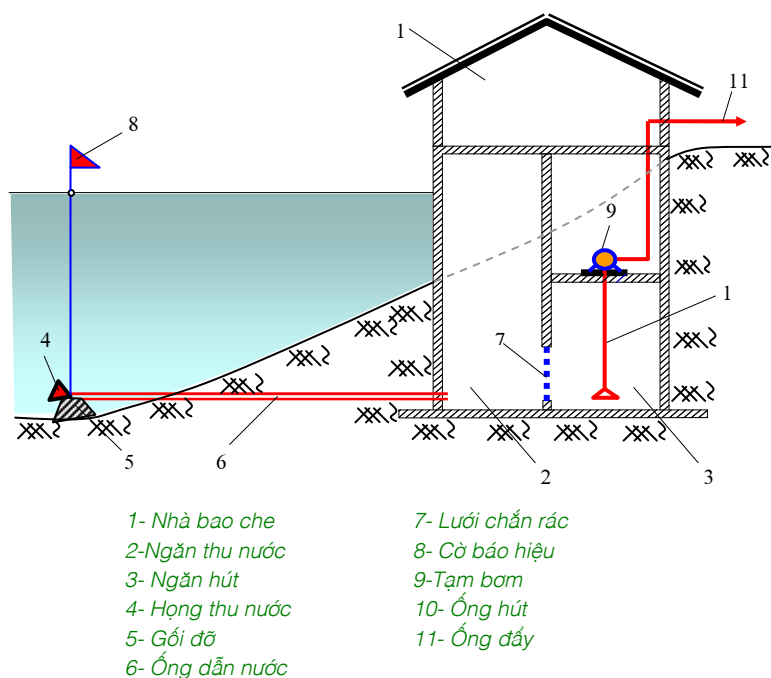 1
11
8
9
4
7
1
5
6
2
3
1- Nhà bao che
2-Ngăn thu nước
3- Ngăn hút
4- Họng thu nước
5- Gối đỡ
6- Ống dẫn nước
7- Lưới chắn rác
8- Cờ báo hiệu
9-Tạm bơm
10- Ống hút
11- Ống đẩy